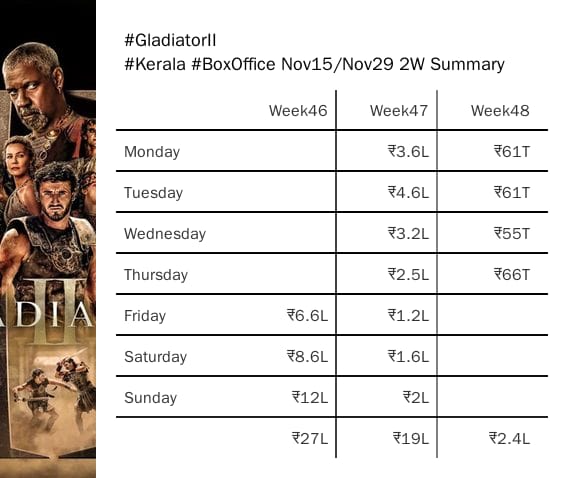 #GladiatorII
#Kerala #BoxOffice Nov15/Nov29 2W Summary
Week46 Week47 Week48
Monday ₹3.6L ₹61T
Tuesday ₹4.6L ₹61T
Wednesday ₹3.2L ₹55T
Thursday ₹2.5L ₹66T
Friday ₹6.6L ₹1.2L
Saturday ₹8.6L ₹1.6L
Sunday ₹12L ₹2L
₹27L ₹19L ₹2.4L
II
ADIA